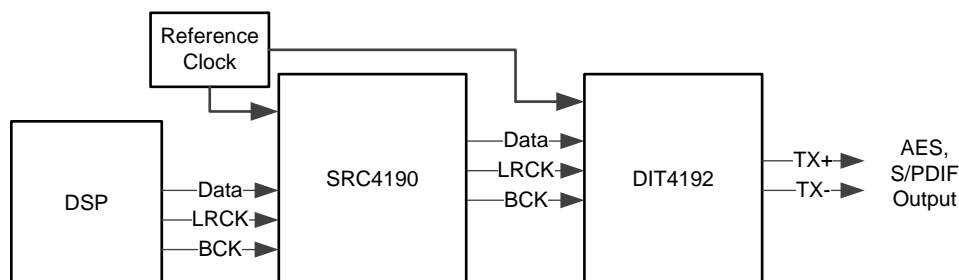 Reference
Clock
DSP
Data
LRCK
BCK
SRC4190
Data
LRCK
BCK
DIT4192
TX+
TX-
AES,
S/PDIF
Output